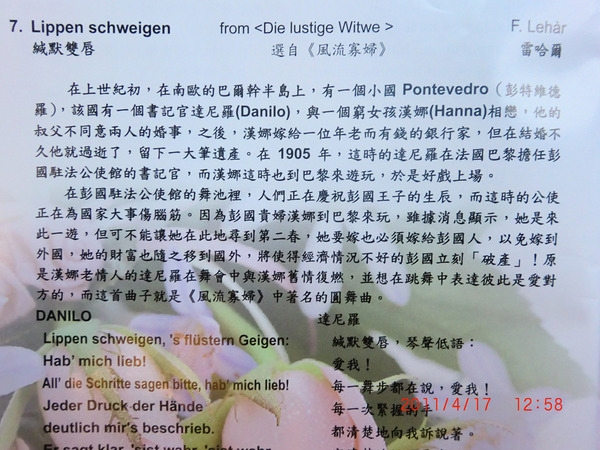 7. Lippen schweigen from <Die lustige Witwe > F. Lehàr
緘默雙唇 選自《風流寡婦》 雷哈爾
在上世紀初，在南歐的巴爾幹半島上，有一個小國 Pontevedro（彭特維德
羅），該國有一個書記官達尼羅(Danilo)，與一個窮女孩漢娜(Hanna)相戀，他的
叔父不同意兩人的婚事，之後，漢娜嫁給一位年老而有錢的銀行家，但在結婚不
久他就過逝了，留下一大筆遺產。在 1905 年，這時的達尼羅在法國巴黎擔任彭
國駐法公使館的書記官，而漢娜這時也到巴黎來遊玩，於是好戲上場。
在彭國駐法公使館的舞池裡，人們正在慶祝彭國王子的生辰，而這時的公使
正在為國家大事傷腦筋。因為彭國貴婦漢娜到巴黎來玩，雖據消息顯示，她是來
此一遊，但可不能讓她在此地尋到第二春，她要嫁也必須嫁給彭國人，以免嫁到
外國，她的財富也隨之移到國外，將使得經濟情況不好的彭國立刻「破產」！原
是漢娜老情人的達尼羅在舞會中與漢娜舊情復燃，並想在跳舞中表達彼此是愛對
方的，而這首曲子就是《風流寡婦》中著名的圓舞曲。
DANILO 達尼羅
Lippen schweigen, 's flüstern Geigen: 緘默雙唇，琴聲低語：
Hab' mich lieb! 愛我！
All' die Schritte sagen bitte, hab' mich lieb! 每一舞步都在說，愛我！
Jeder Druck der Hände 每一次緊握的手
deutlich mir's beschrieb. 都清楚地向我訴說著。
Er sagt klar, 'sist wahr, 'sist wahr
2011/4/17 12:58